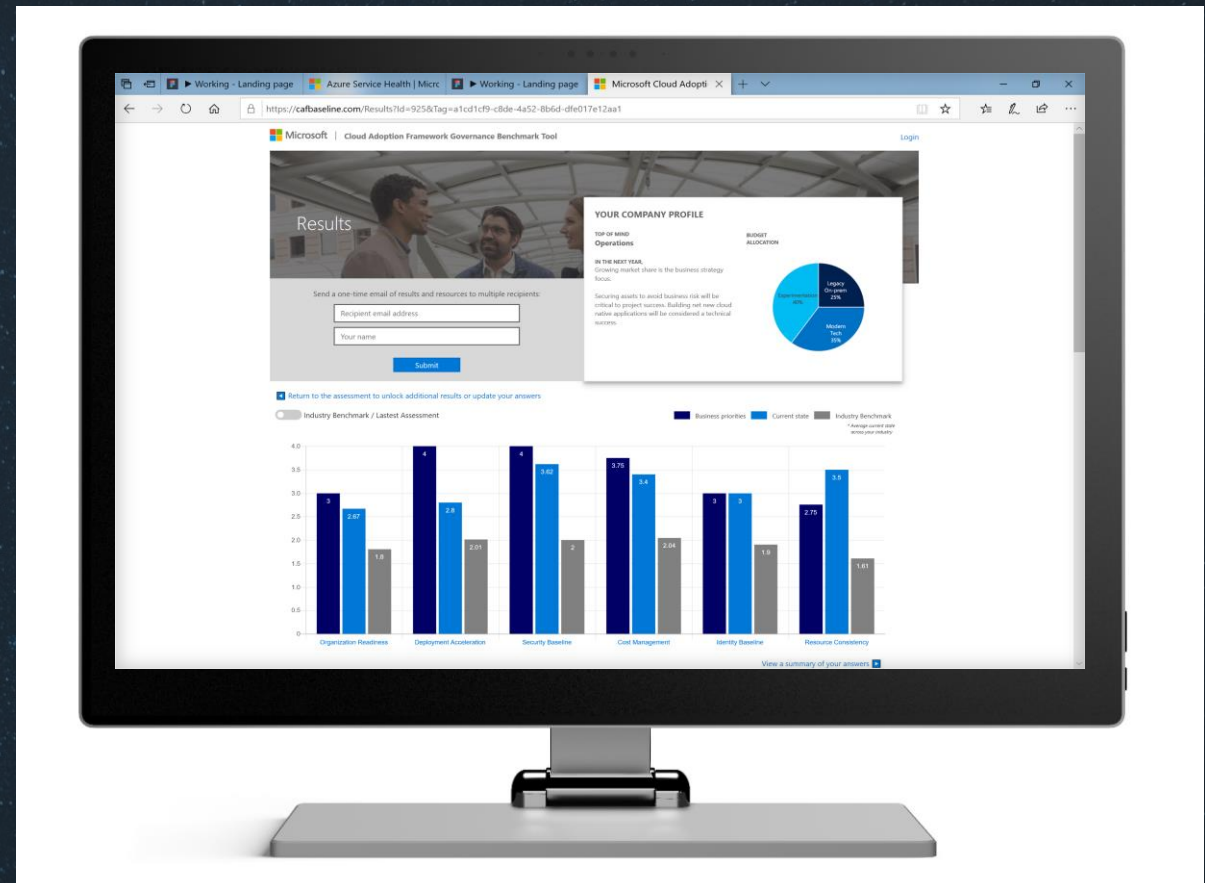 ► Working - Landing page
Azure Service Health | Micro
► Working - Landing page
Microsoft Cloud Adopti
https://cafbaseline.com/Results?Id=925&Tag=a1cd1cf9-c8de-4a52-8b6d-dfe017e12aa1
Microsoft | Cloud Adoption Framework Governance Benchmark Tool
Login
Results
Send a one-time email of results and resources to multiple recipients:
Recipient email address
Your name
Submit
YOUR COMPANY PROFILE
TOP OF MIND
Operations
IN THE NEXT YEAR,
Growing market share is the business strategy
focus.
Securing assets to avoid business risk will be
critical to project success. Building net new cloud
native applications will be considered a technical
success.
BUDGET
ALLOCATION
Experimentation
40%
Legacy
On-prem
25%
Modern
Tech
35%
Return to the assessment to unlock additional results or update your answers
Industry Benchmark / Lastest Assessment
Business priorities
Current state
Industry Benchmark
* Average current state
across your industry
4.0
3.5
3.0
2.5
2.0
1.5
1.0
0.5
0
3
2.67
1.8
4
2.8
2.01
4
3.62
2
3.75
3.4
2.04
3
3
1.9
2.75
3.5
1.61
Organization Readiness
Deployment Acceleration
Security Baseline
Cost Management
Identity Baseline
Resource Consistency
View a summary of your answers